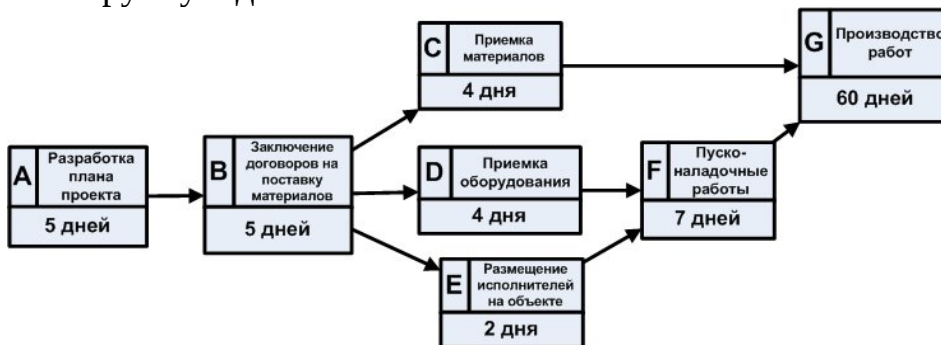 C
Приемка
материалов
4 дня
G
Производство
работ
60 дней
A
Разработка
плана
проекта
5 дней
B
Заключение
договоров на
поставку
материалов
5 дней
D
Приемка
оборудования
4 дня
F
Пуско-
наладочные
работы
7 дней
E
Размещение
исполнителей
на объекте
2 дня